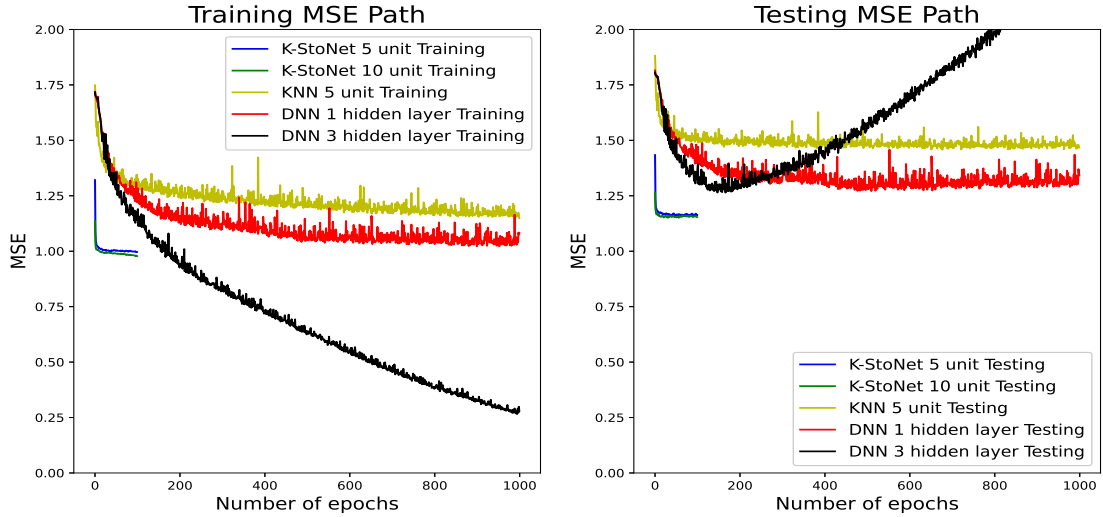 Training MSE Path
2.00
1.75
1.50
1.25
1.00
0.75
0.50
0.25
0.00
MSE
K-StoNet 5 unit Training
K-StoNet 10 unit Training
KNN 5 unit Training
DNN 1 hidden layer Training
DNN 3 hidden layer Training
0 200 400 600 800 1000
Number of epochs
Testing MSE Path
2.00
1.75
1.50
1.25
1.00
0.75
0.50
0.25
0.00
MSE
K-StoNet 5 unit Testing
K-StoNet 10 unit Testing
KNN 5 unit Testing
DNN 1 hidden layer Testing
DNN 3 hidden layer Testing
0 200 400 600 800 1000
Number of epochs